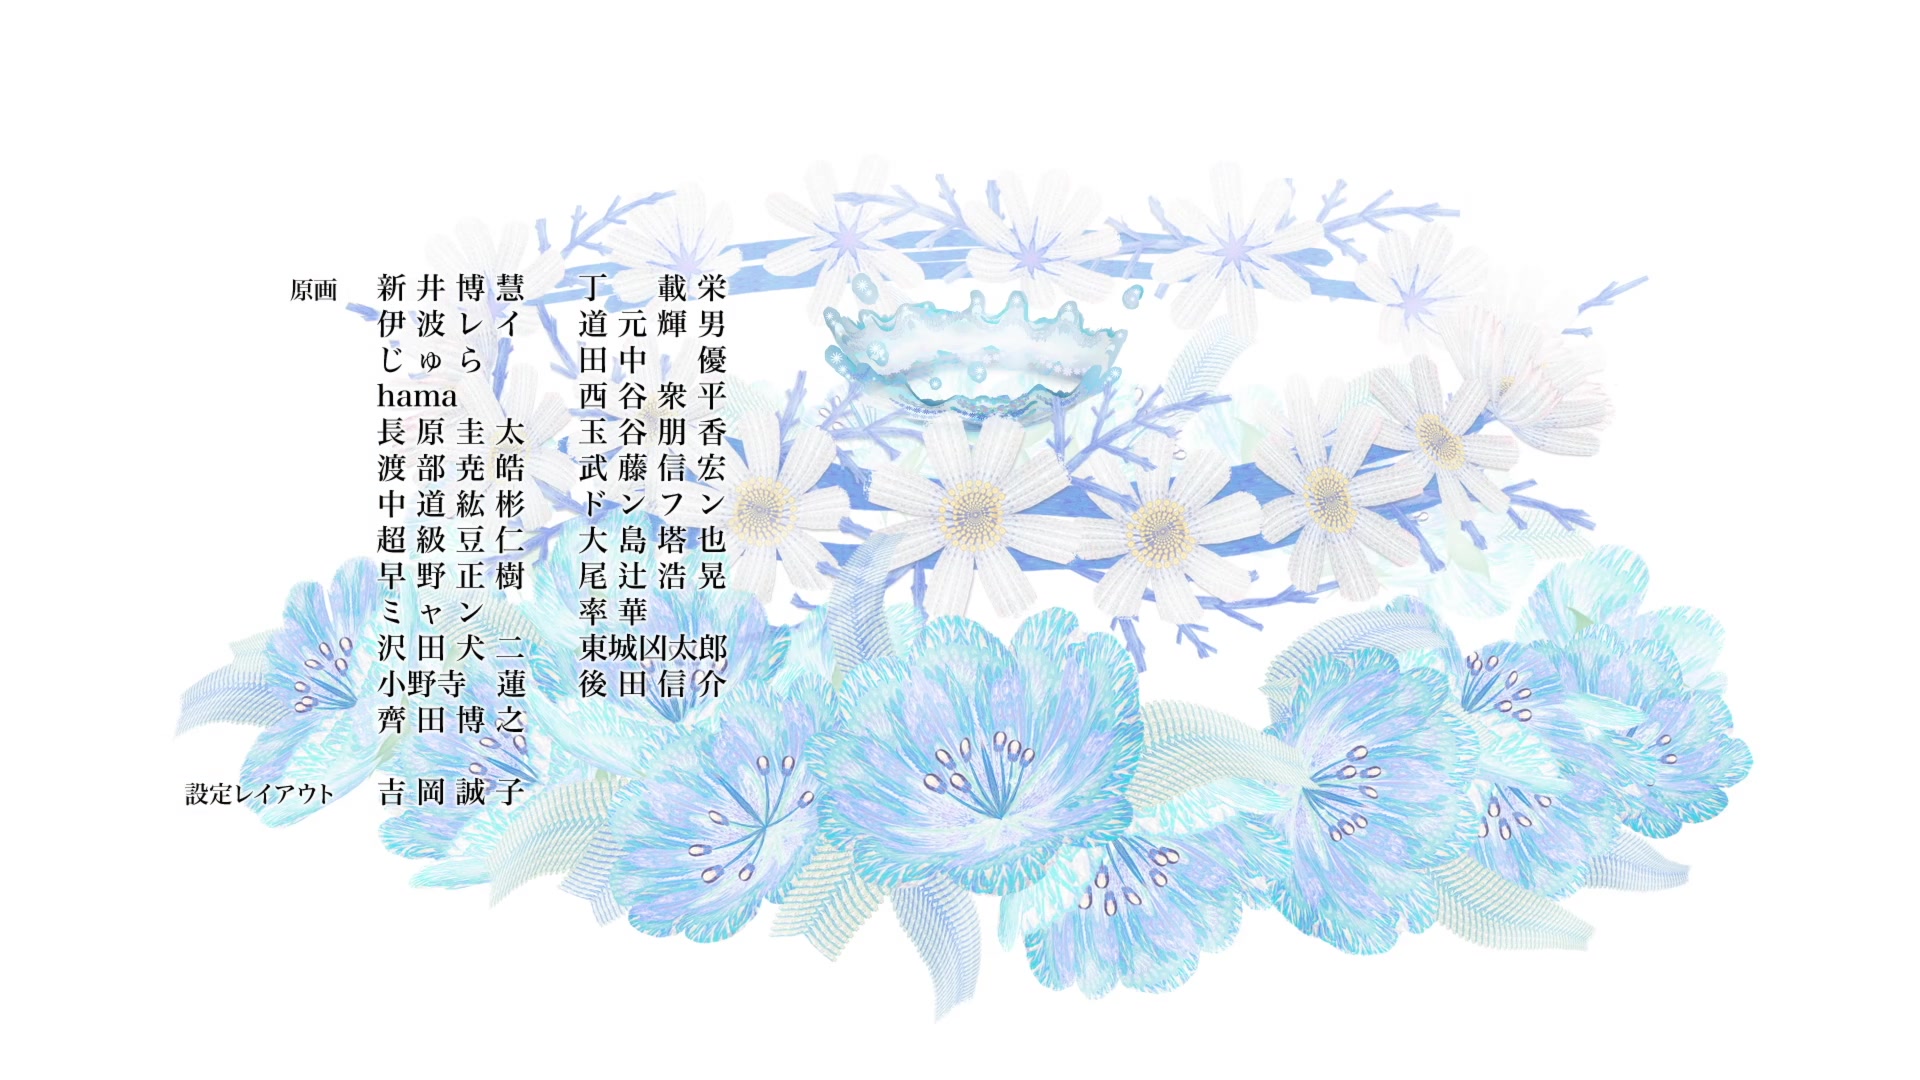 原画 新井博慧 丁載栄
伊波レイ 道元輝男
じゅら 田中優
hama 西谷衆平
長原圭太 玉谷朋香
渡部尭皓 武藤信宏
中道紘彬 ドンフン
超級豆仁 大島塔也
早野正樹 尾辻浩晃
ミャン 率華
沢田犬二 東城凶太郎
小野寺蓮 後田信介
齊田博之
設定レイアウト 吉岡誠子